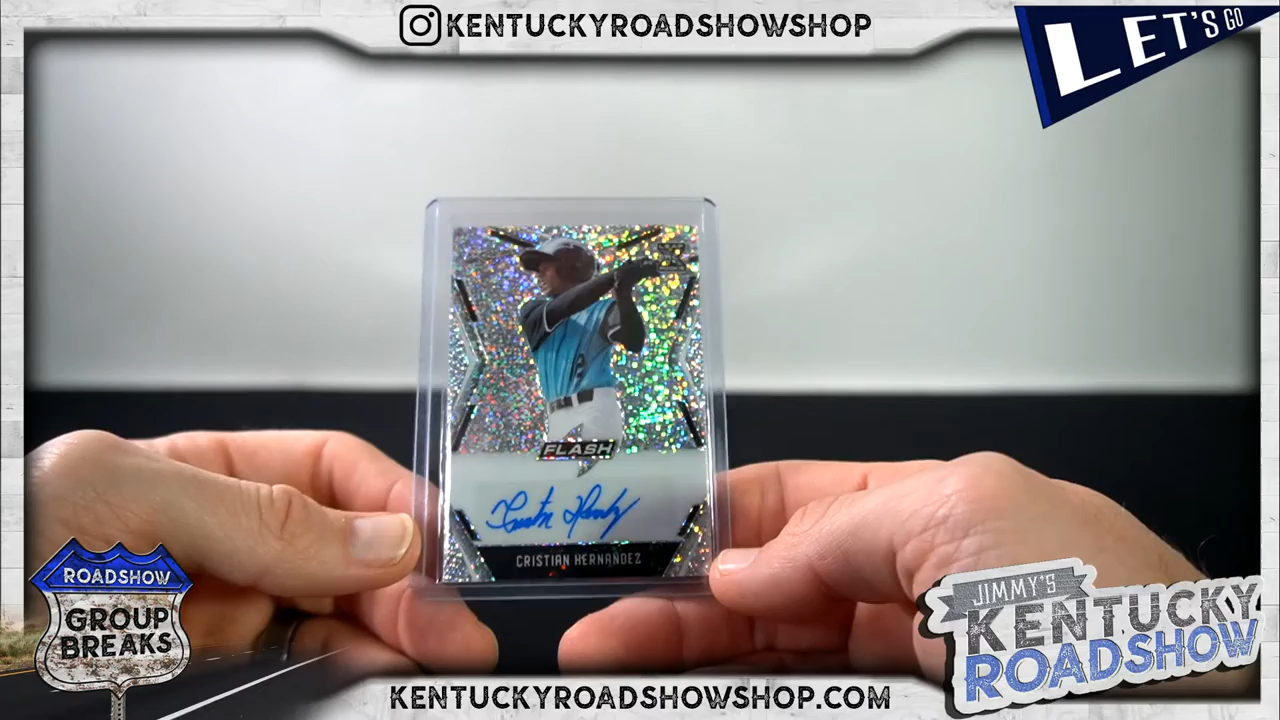 KENTUCKYROADSHOWSHOP
LET'S GO
FLASH
CRISTIAN HERNANDEZ
ROADSHOW
GROUP
BREAKS
JIMMY'S
KENTUCKY
ROADSHOW
KENTUCKYROADSHOWSHOP.COM